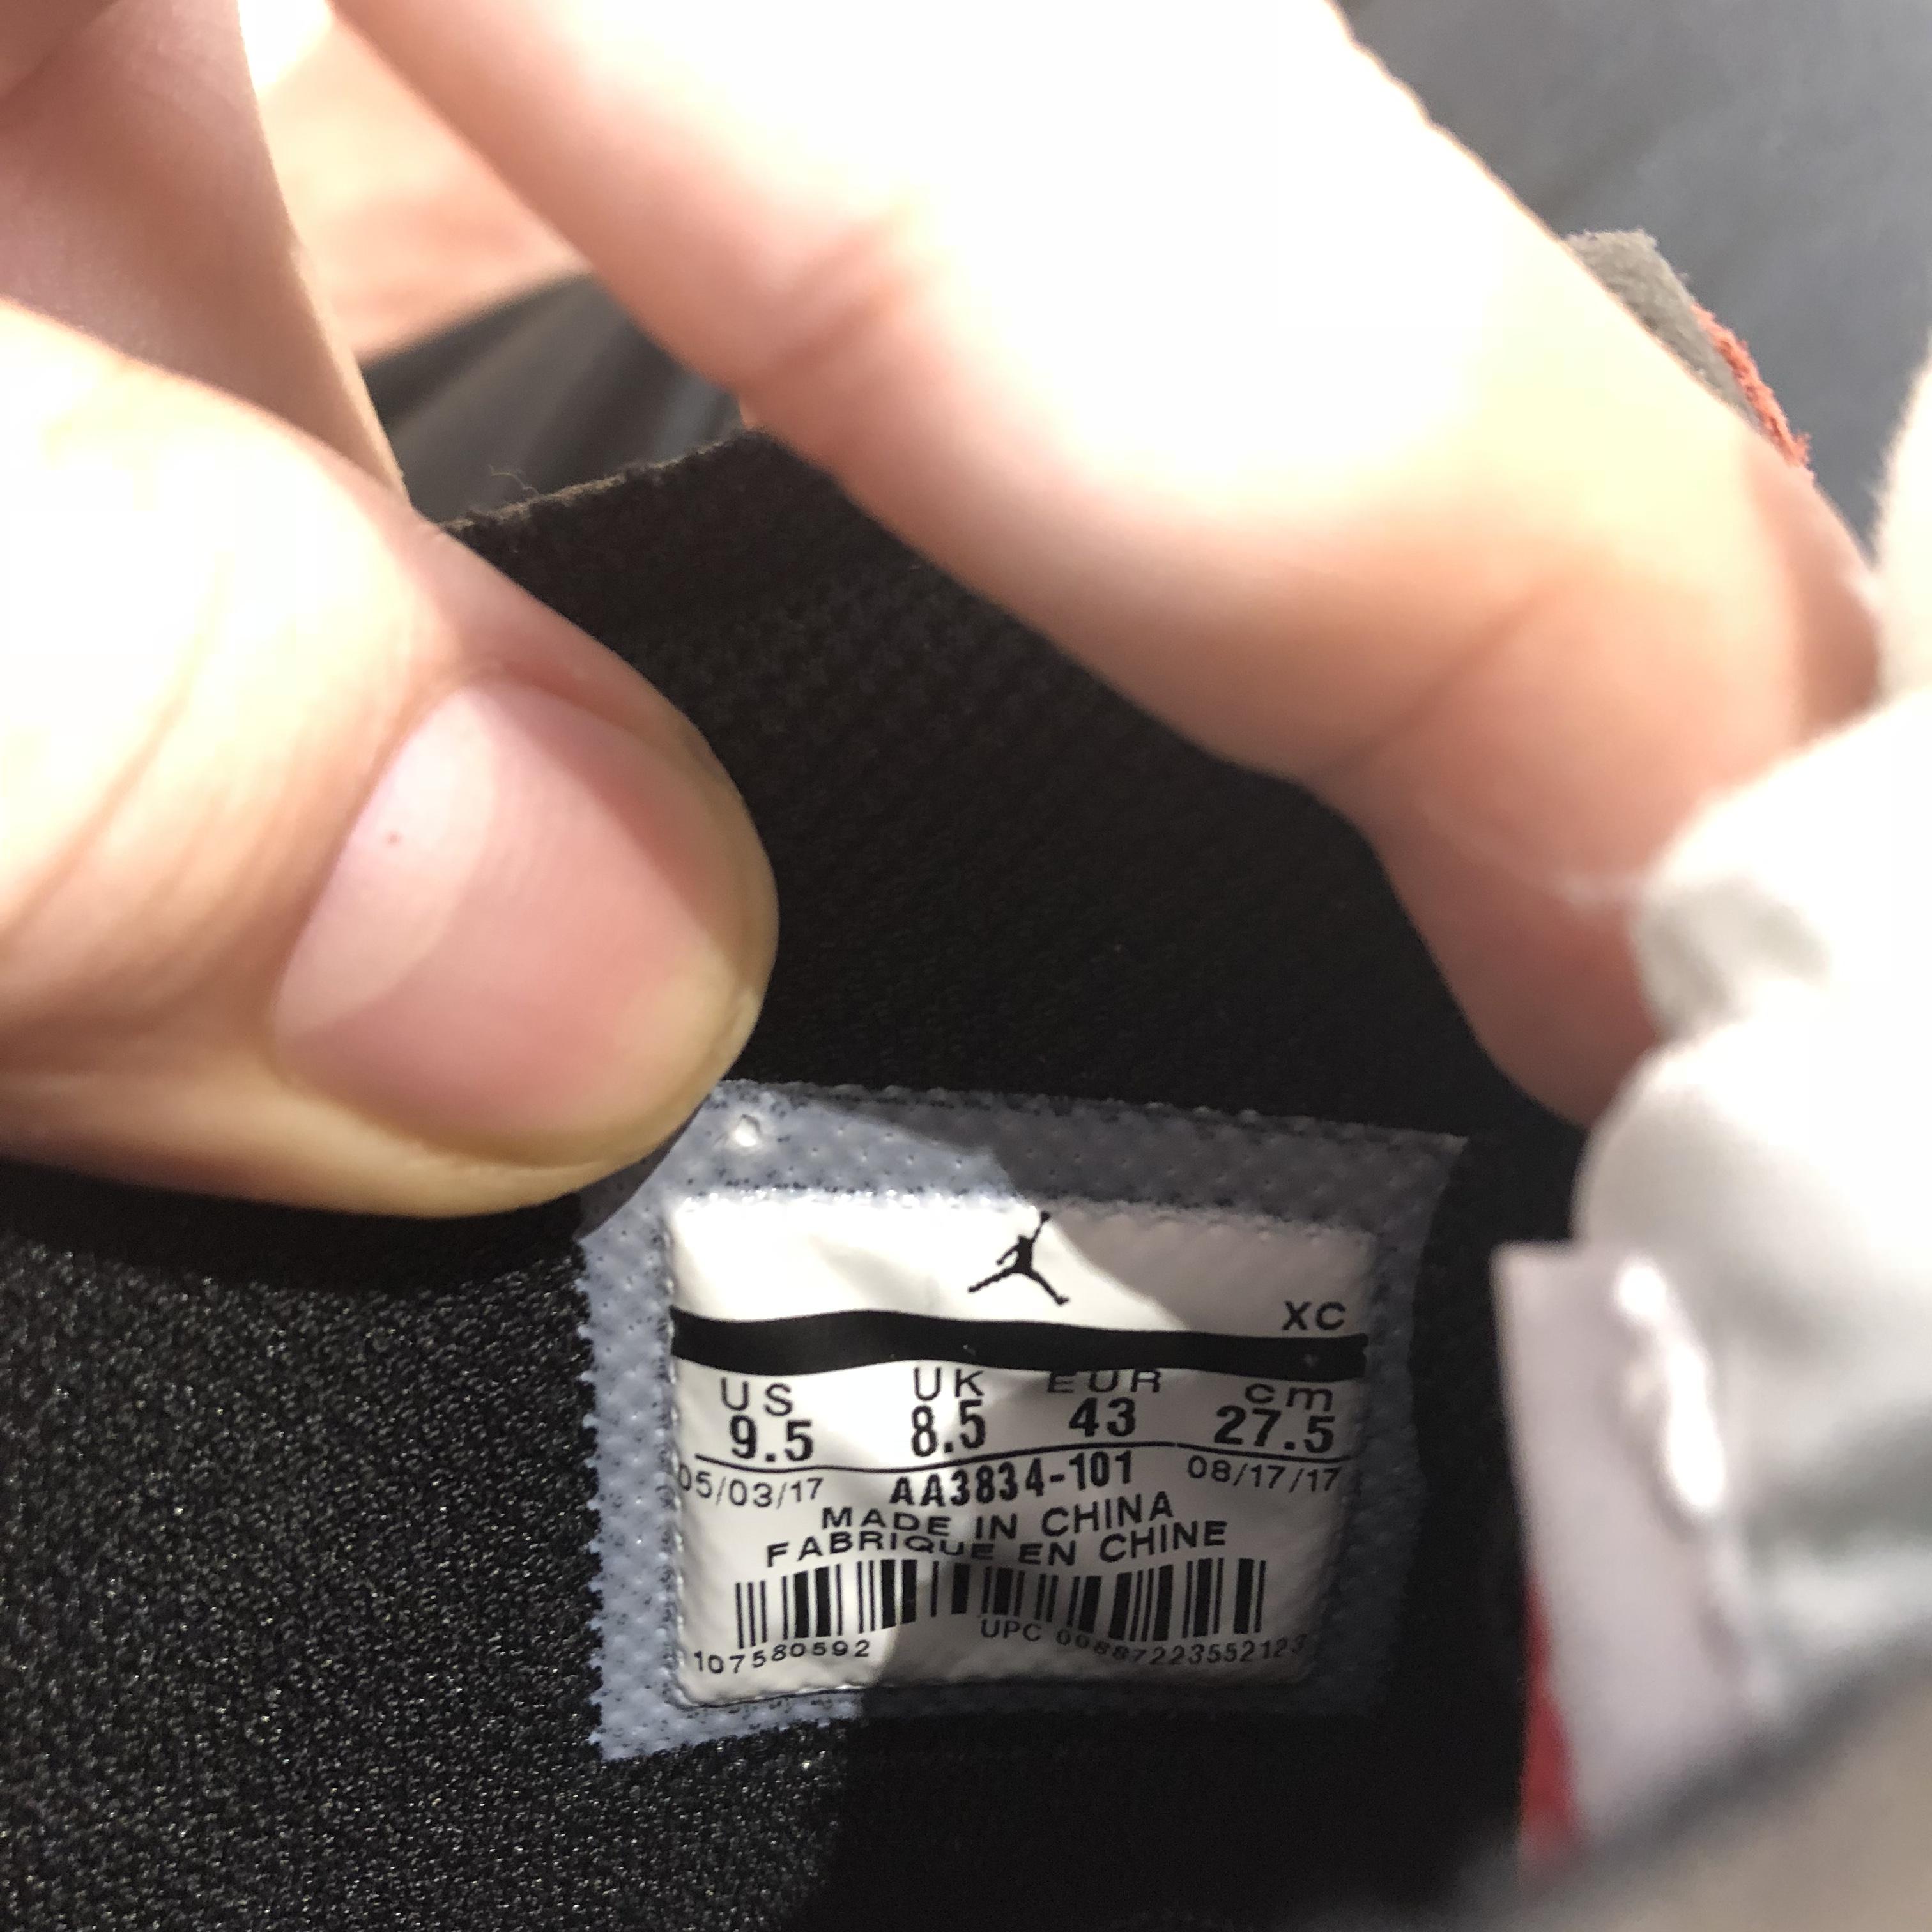 XC
US UK EUR cm
9.5 8.5 43 27.5
05/03/17 AA3834-101 08/17/17
MADE IN CHINA
FABRIQUE EN CHINE
107580592 UPC 00887223552123